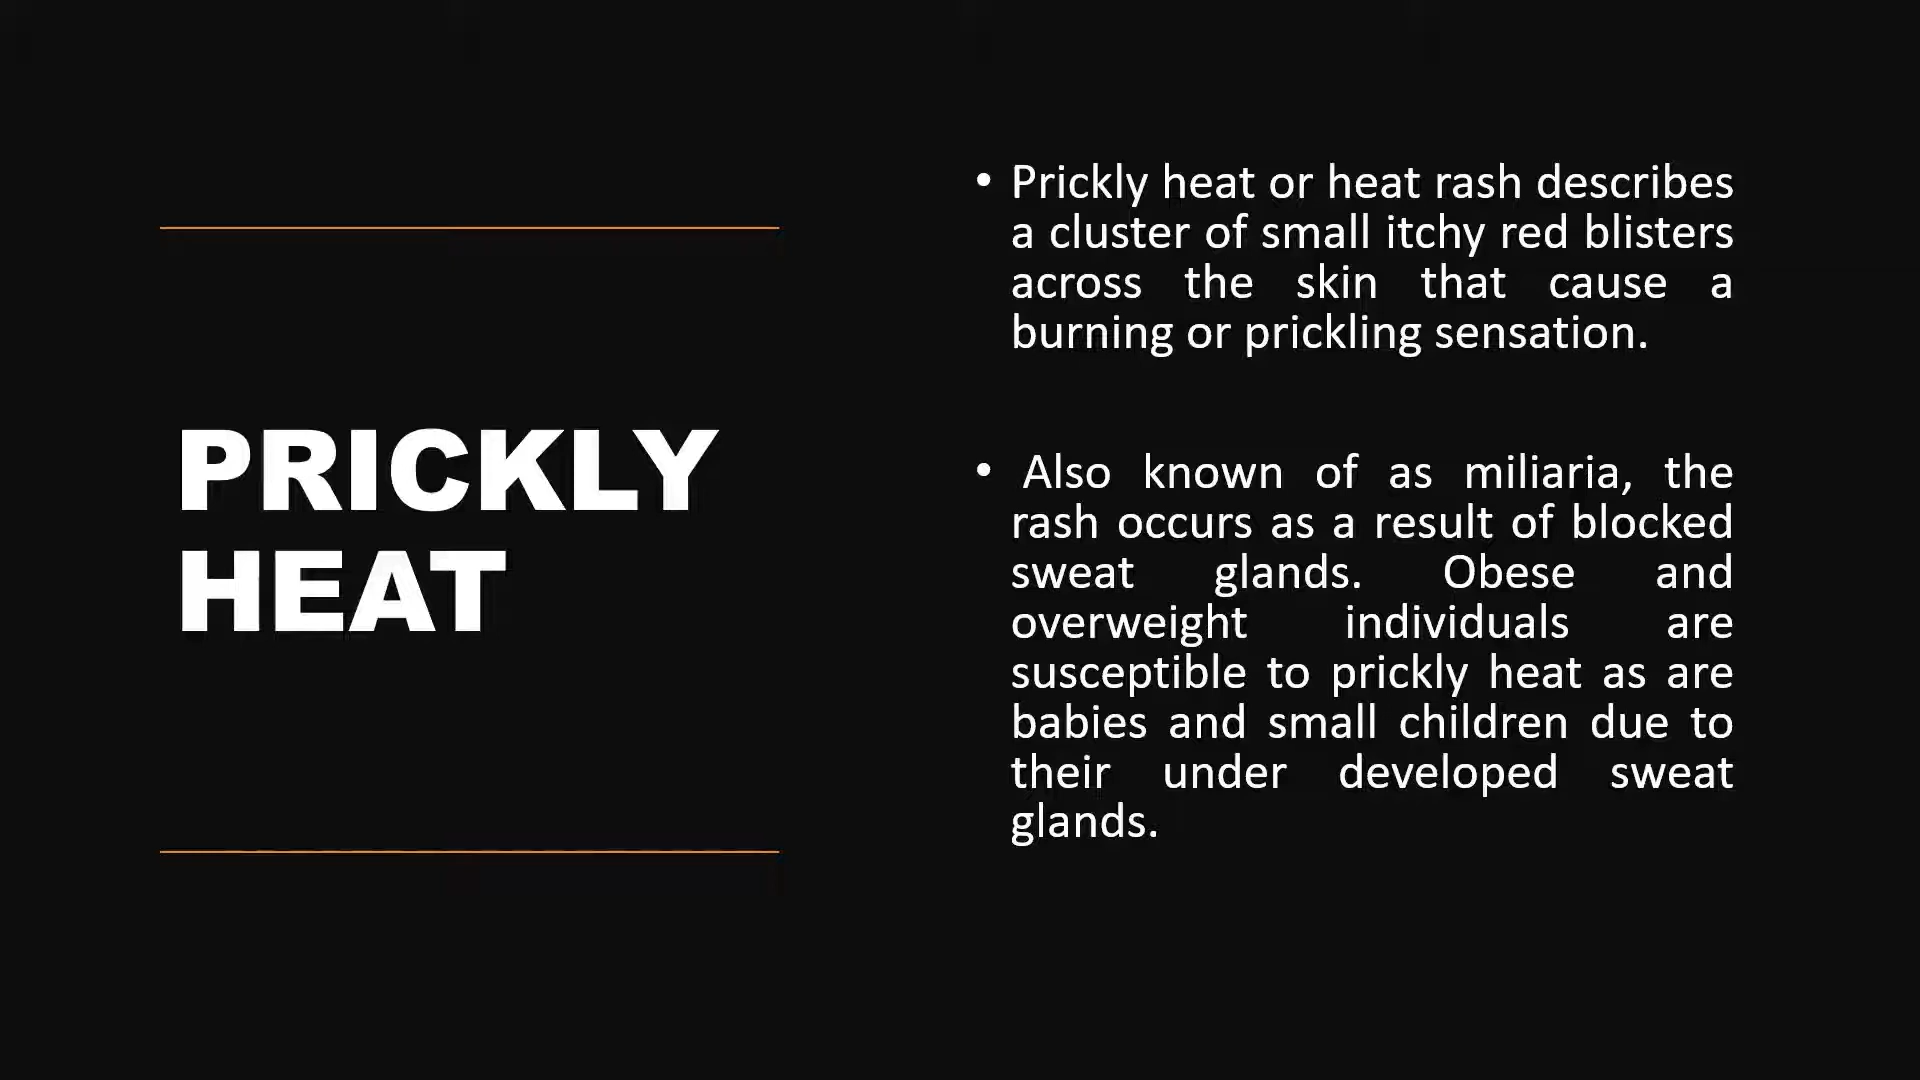 PRICKLY
HEAT
• Prickly heat or heat rash describes
a cluster of small itchy red blisters
across the skin that cause a
burning or prickling sensation.
• Also known of as miliaria, the
rash occurs as a result of blocked
sweat glands. Obese and
overweight individuals are
susceptible to prickly heat as are
babies and small children due to
their under developed sweat
glands.